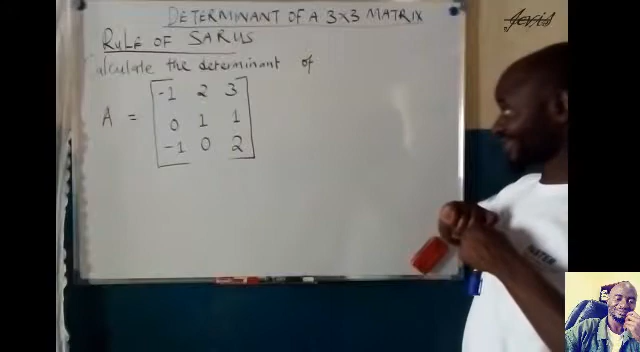 Jevis
DETERMINANT OF A 3x3 MATRIX
RULE OF SARUS
Calculate the determinant of
A = [ -1 2 3
0 1 1
-1 0 2 ]